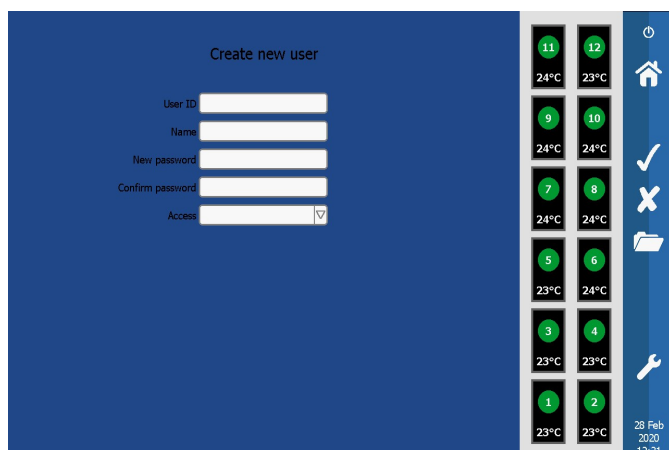 Create new user
User ID
Name
New password
Confirm password
Access
11 12
24°C 23°C
9 10
24°C 24°C
7 8
24°C 24°C
5 6
23°C 24°C
3 4
23°C 23°C
1 2
23°C 23°C
28 Feb
2020